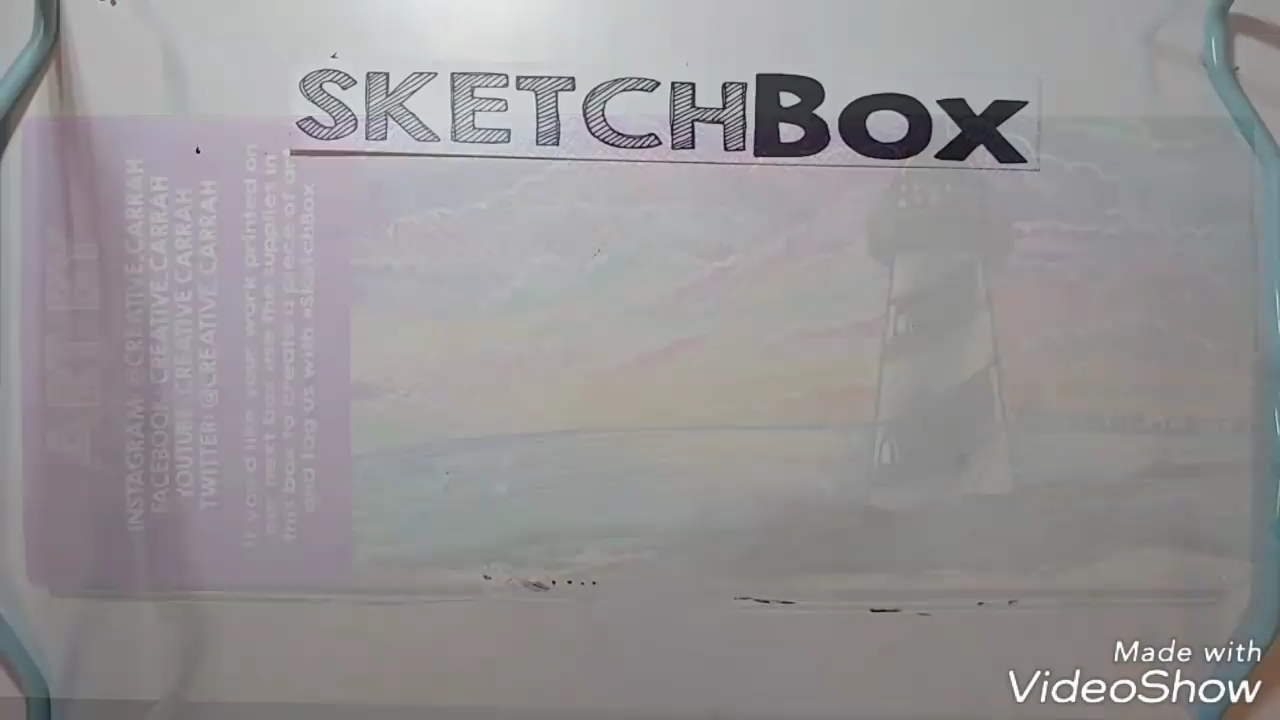 SKETCHBOX
INSTAGRAM @CREATIVE.CARRAH
FACEBOOK: CREATIVE.CARRAH
YOUTUBE: CREATIVE CARRAH
TWITTER: @CREATIVE_CARRAH
If you'd like your work printed on
our next box, use the supplies in
this box to create a piece of art
and tag us with #SketchBox
Made with
VideoShow